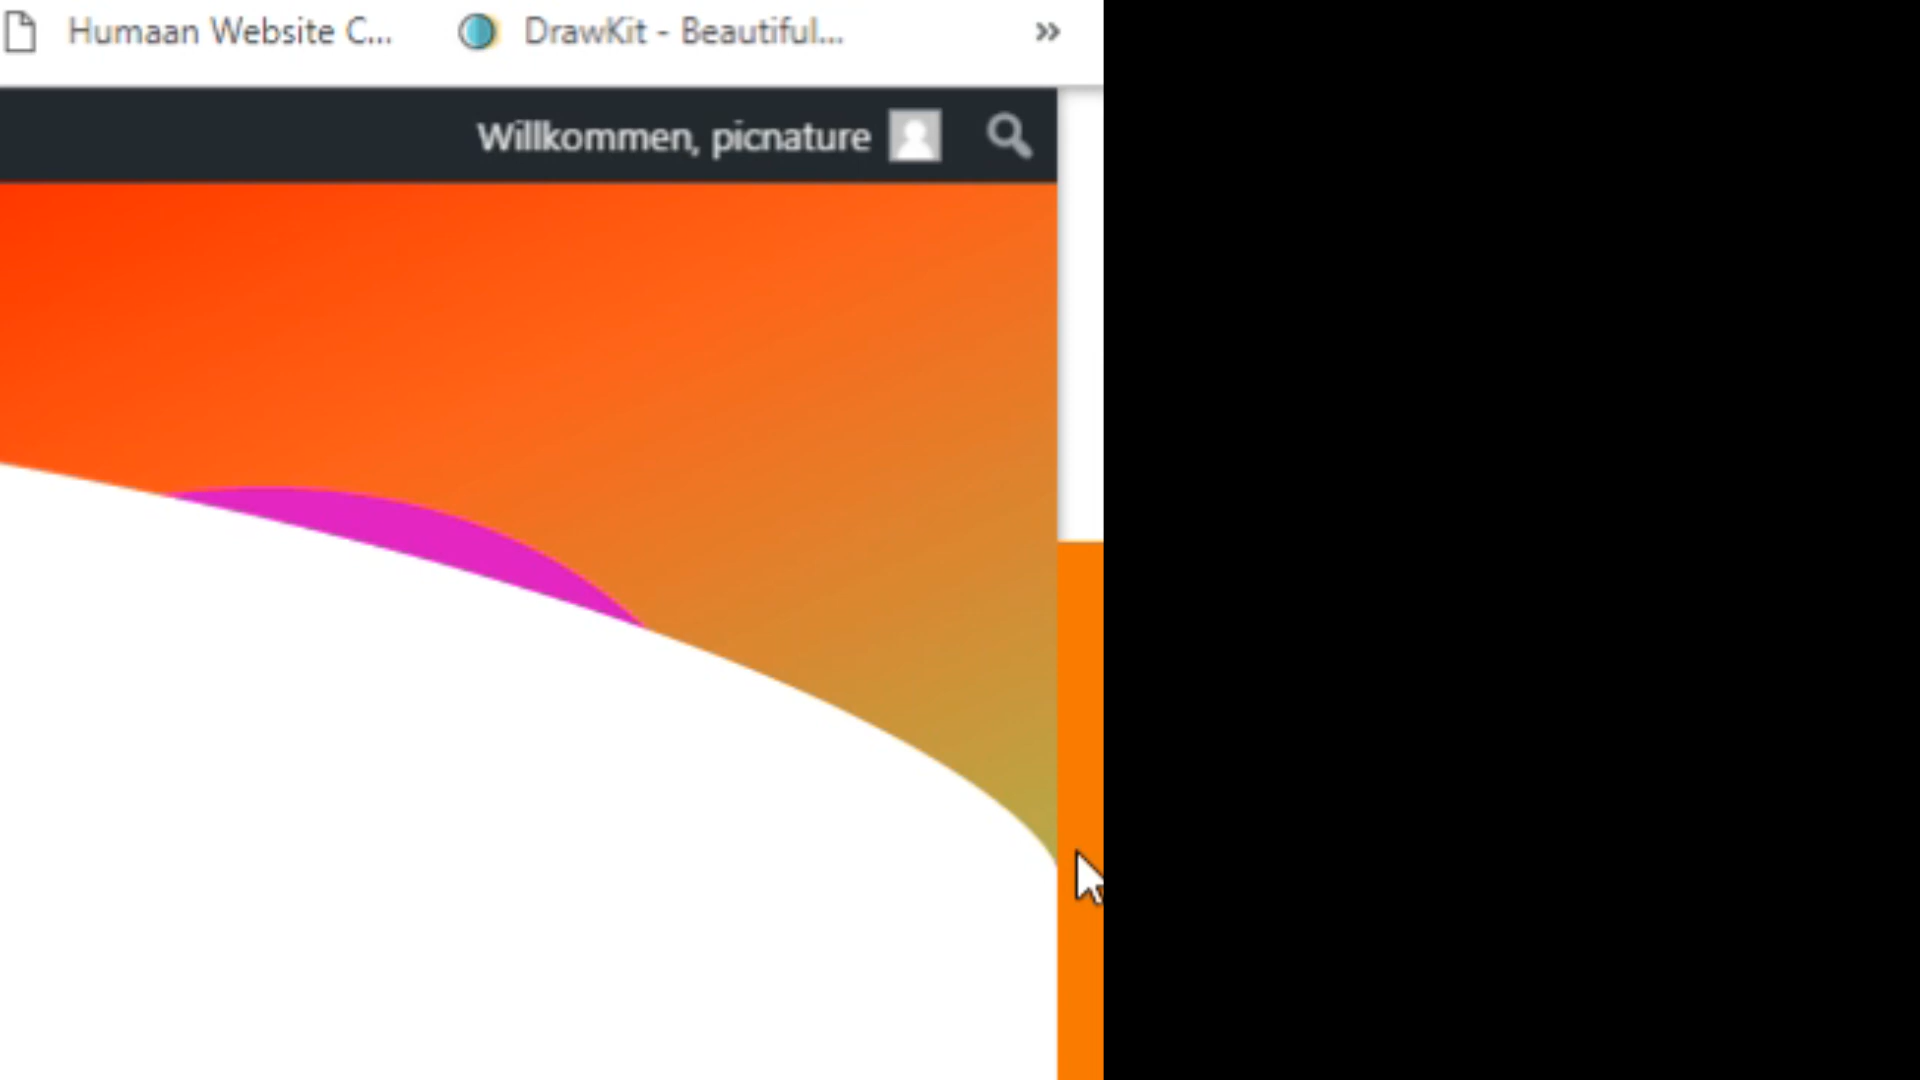 Humaan Website C...
DrawKit - Beautiful...
»
Willkommen, picnature